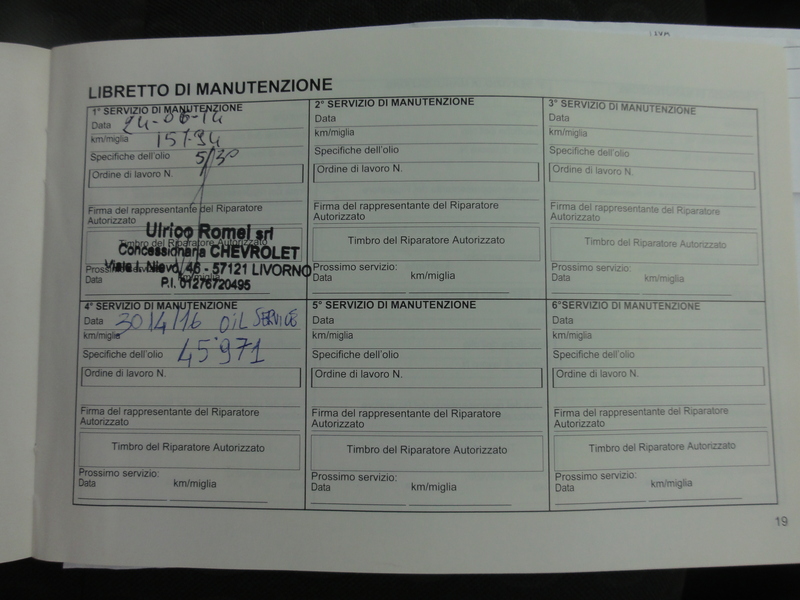 LIBRETTO DI MANUTENZIONE
1° SERVIZIO DI MANUTENZIONE
Data 24-06-14
km/miglia 15794
Specifiche dell'olio 5/30
Ordine di lavoro N.
Firma del rappresentante del Riparatore
Autorizzato
Timbro del Riparatore Autorizzato
Ulrico Romei srl
Concessionaria CHEVROLET
Viale I. Nievo, 46 - 57121 LIVORNO
P.I. 01276720495
Prossimo servizio:
Data km/miglia
2° SERVIZIO DI MANUTENZIONE
Data
km/miglia
Specifiche dell'olio
Ordine di lavoro N.
Firma del rappresentante del Riparatore
Autorizzato
Timbro del Riparatore Autorizzato
Prossimo servizio:
Data km/miglia
3° SERVIZIO DI MANUTENZIONE
Data
km/miglia
Specifiche dell'olio
Ordine di lavoro N.
Firma del rappresentante del Riparatore
Autorizzato
Timbro del Riparatore Autorizzato
Prossimo servizio:
Data km/miglia
4° SERVIZIO DI MANUTENZIONE
Data 30/4/16 OIL SERVICE
km/miglia
Specifiche dell'olio 45'971
Ordine di lavoro N.
Firma del rappresentante del Riparatore
Autorizzato
Timbro del Riparatore Autorizzato
Prossimo servizio:
Data km/miglia
5° SERVIZIO DI MANUTENZIONE
Data
km/miglia
Specifiche dell'olio
Ordine di lavoro N.
Firma del rappresentante del Riparatore
Autorizzato
Timbro del Riparatore Autorizzato
Prossimo servizio:
Data km/miglia
6°SERVIZIO DI MANUTENZIONE
Data
km/miglia
Specifiche dell'olio
Ordine di lavoro N.
Firma del rappresentante del Riparatore
Autorizzato
Timbro del Riparatore Autorizzato
Prossimo servizio:
Data km/miglia
19